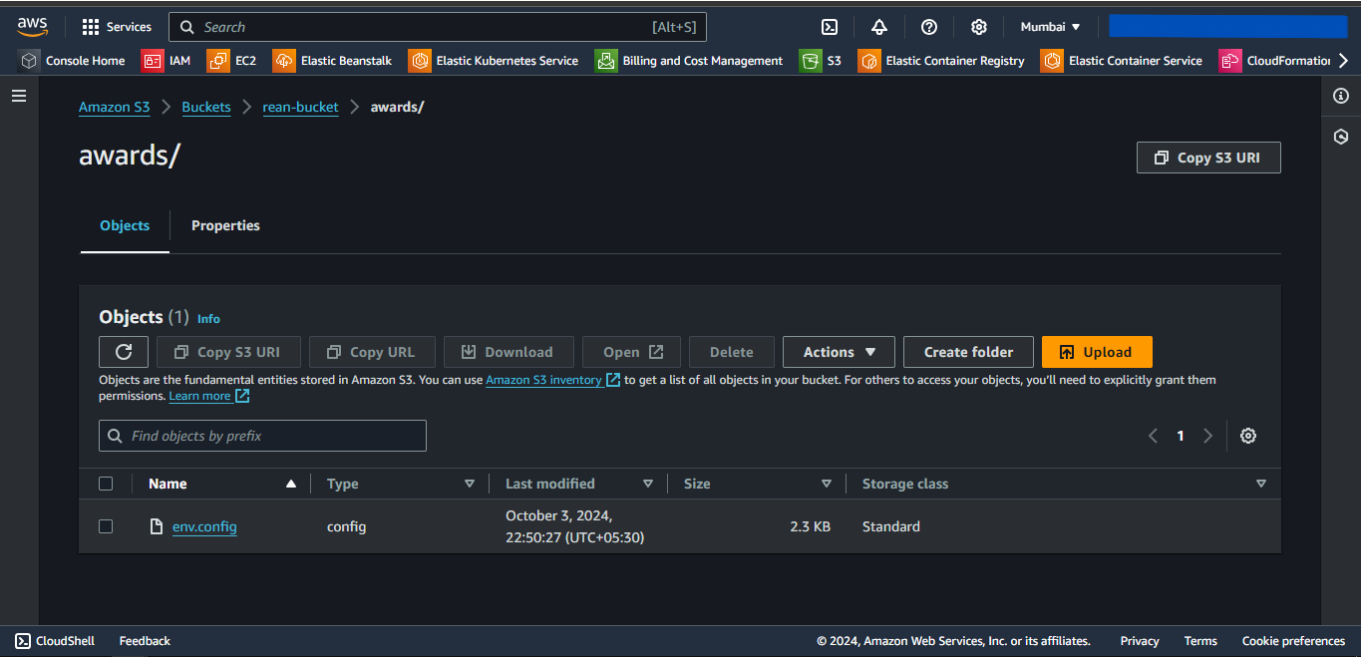 aws Services Search [Alt+S] Mumbai ▼
Console Home IAM EC2 Elastic Beanstalk Elastic Kubernetes Service Billing and Cost Management S3 Elastic Container Registry Elastic Container Service CloudFormation
Amazon S3 > Buckets > rean-bucket > awards/
awards/
Copy S3 URI
Objects Properties
Objects (1) Info
Copy S3 URI Copy URL Download Open Delete Actions ▼ Create folder Upload
Objects are the fundamental entities stored in Amazon S3. You can use Amazon S3 inventory to get a list of all objects in your bucket. For others to access your objects, you'll need to explicitly grant them
permissions. Learn more
Find objects by prefix < 1 >
Name ▲ Type ▽ Last modified ▽ Size ▽ Storage class ▽
env.config config October 3, 2024, 2.3 KB Standard
22:50:27 (UTC+05:30)
CloudShell Feedback © 2024, Amazon Web Services, Inc. or its affiliates. Privacy Terms Cookie preferences